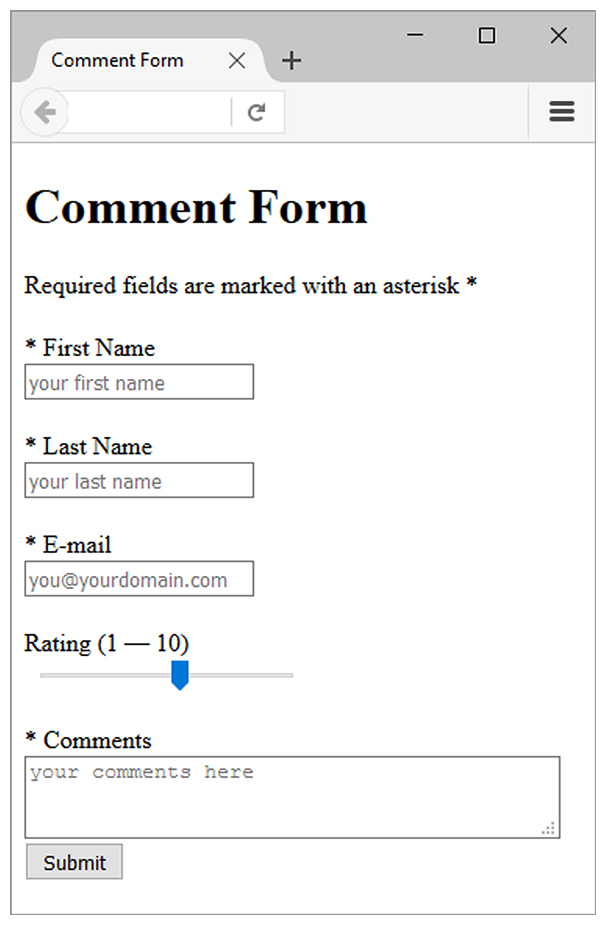 Comment Form
Comment Form
Required fields are marked with an asterisk *
* First Name
your first name
* Last Name
your last name
* E-mail
you@yourdomain.com
Rating (1 — 10)
* Comments
your comments here
Submit